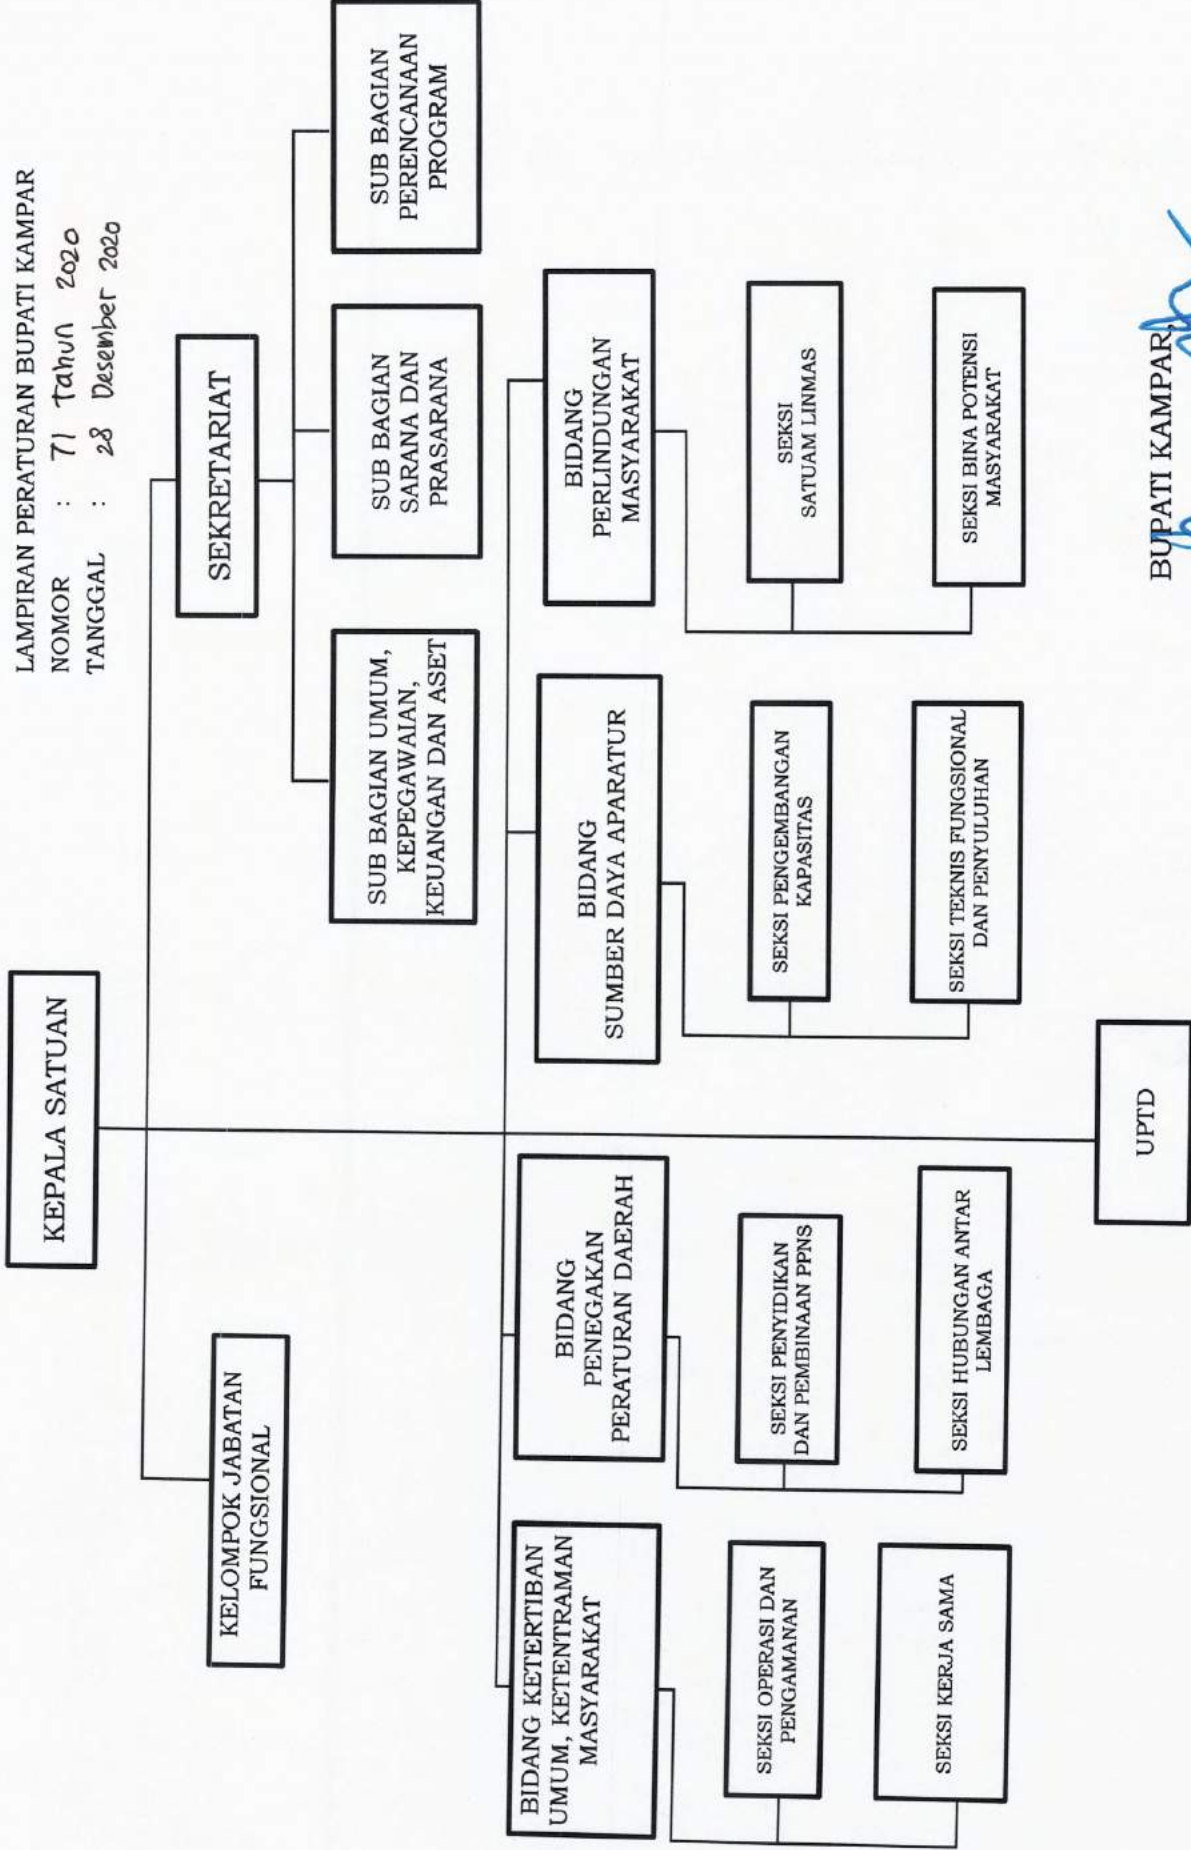 LAMPIRAN PERATURAN BUPATI KAMPAR
NOMOR : 71 Tahun 2020
TANGGAL : 28 Desember 2020
KEPALA SATUAN
KELOMPOK JABATAN
FUNGSIONAL
SEKRETARIAT
SUB BAGIAN UMUM,
KEPEGAWAIAN,
KEUANGAN DAN ASET
SUB BAGIAN
SARANA DAN
PRASARANA
SUB BAGIAN
PERENCANAAN
PROGRAM
BIDANG KETERTIBAN
UMUM, KETENTRAMAN
MASYARAKAT
BIDANG
PENEGAKAN
PERATURAN DAERAH
BIDANG
SUMBER DAYA APARATUR
BIDANG
PERLINDUNGAN
MASYARAKAT
SEKSI OPERASI DAN
PENGAMANAN
SEKSI PENYIDIKAN
DAN PEMBINAAN PPNS
SEKSI PENGEMBANGAN
KAPASITAS
SEKSI
SATUAM LINMAS
SEKSI KERJA SAMA
SEKSI HUBUNGAN ANTAR
LEMBAGA
SEKSI TEKNIS FUNGSIONAL
DAN PENYULUHAN
SEKSI BINA POTENSI
MASYARAKAT
UPTD
BUPATI KAMPAR,